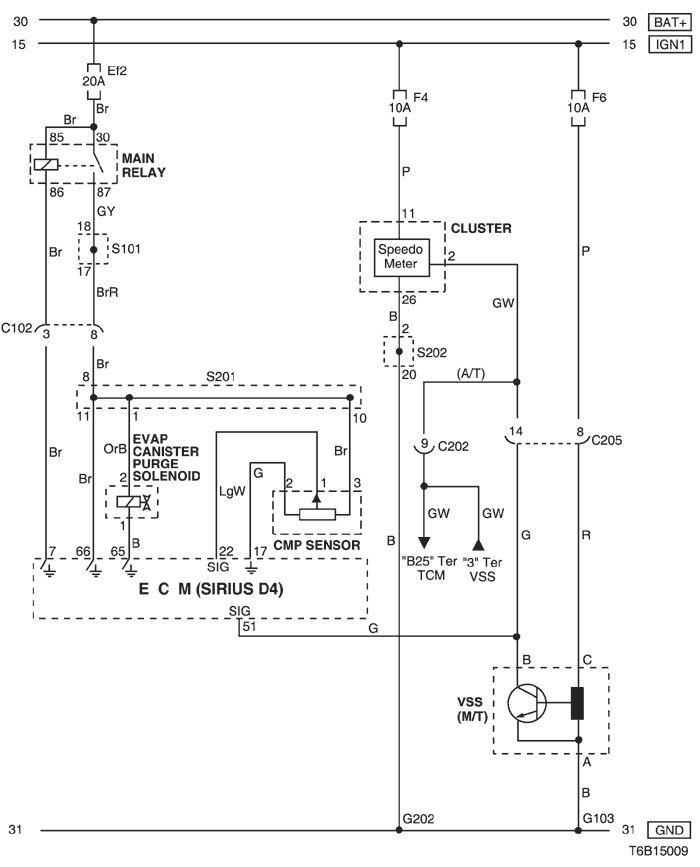 30 30 BAT+
15 15 IGN1
Ef2
20A
F4
10A
F6
10A
Br
Br
85 30
MAIN
RELAY
86 87
P
GY
18
S101
17
11
CLUSTER
Speedo
Meter
2
26
Br
BrR
P
GW
B
2
S202
20
C102 3 8
Br
8 S201
(A/T)
11 1 10
9 C202
14 8 C205
OrB
EVAP
CANISTER
PURGE
SOLENOID
2
1
Br
Br
Br
LgW
G
2 1 3
CMP SENSOR
GW GW
B
B
"B25" Ter
TCM
"3" Ter
VSS
G R
7 66 65 22 17
SIG
E C M (SIRIUS D4)
SIG
51
G
B C
VSS
(M/T)
A
B
G202 G103
31 31 GND
T6B15009